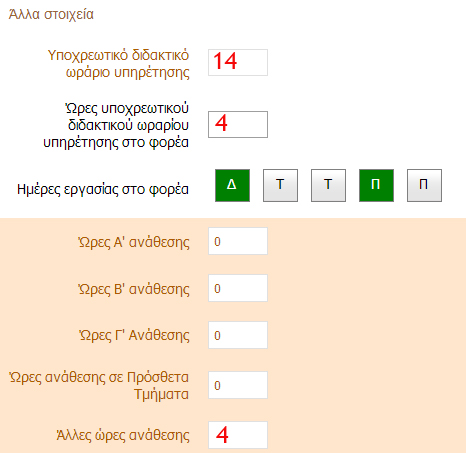 Άλλα στοιχεία
Υποχρεωτικό διδακτικό
ωράριο υπηρέτησης
14
Ώρες υποχρεωτικού
διδακτικού ωραρίου
υπηρέτησης στο φορέα
4
Ημέρες εργασίας στο φορέα
Δ Τ Τ Π Π
Ώρες Α' ανάθεσης 0
Ώρες Β' ανάθεσης 0
Ώρες Γ' Ανάθεσης 0
Ώρες ανάθεσης σε Πρόσθετα
Τμήματα
0
Άλλες ώρες ανάθεσης 4